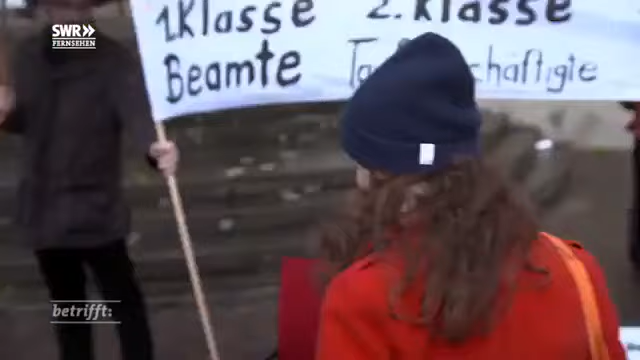 SWR»
FERNSEHEN
1. Klasse 2. Klasse
Beamte
betrifft: